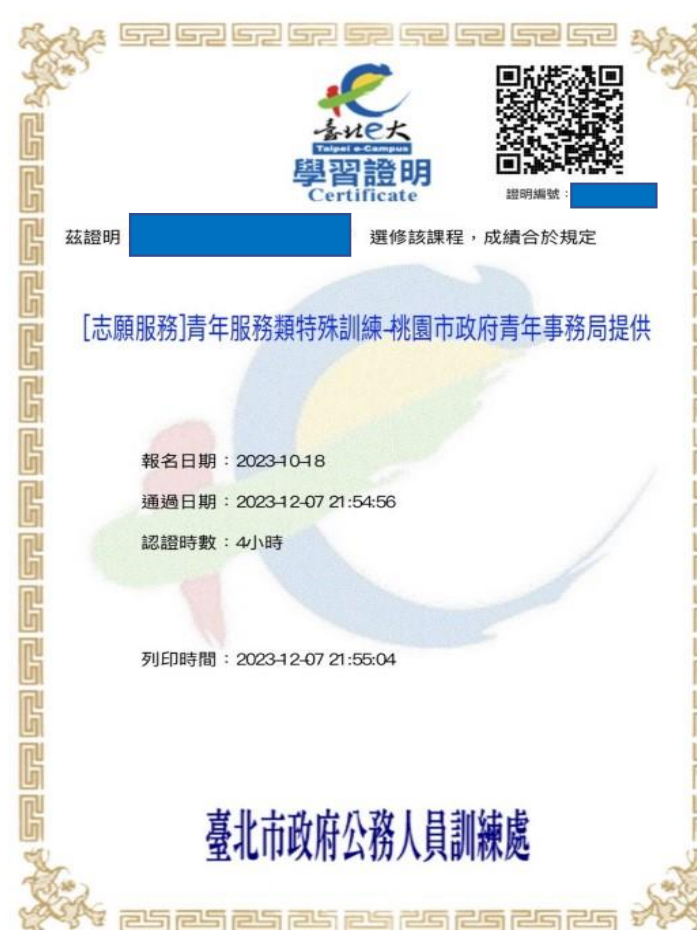 臺北e大
Taipei e-Campus
學習證明
Certificate
證明編號：
茲證明 選修該課程，成績合於規定
[志願服務]青年服務類特殊訓練-桃園市政府青年事務局提供
報名日期：2023-10-18
通過日期：2023-12-07 21:54:56
認證時數：4小時
列印時間：2023-12-07 21:55:04
臺北市政府公務人員訓練處